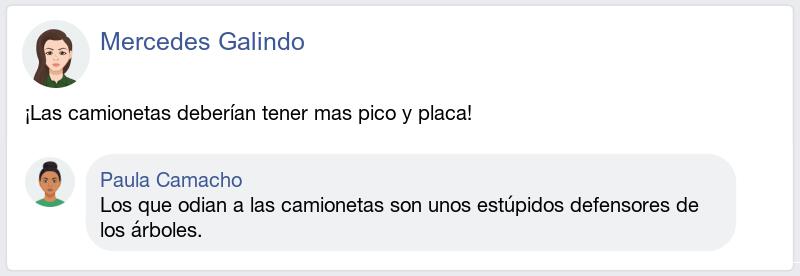 Mercedes Galindo
¡Las camionetas deberían tener mas pico y placa!
Paula Camacho
Los que odian a las camionetas son unos estúpidos defensores de
los árboles.